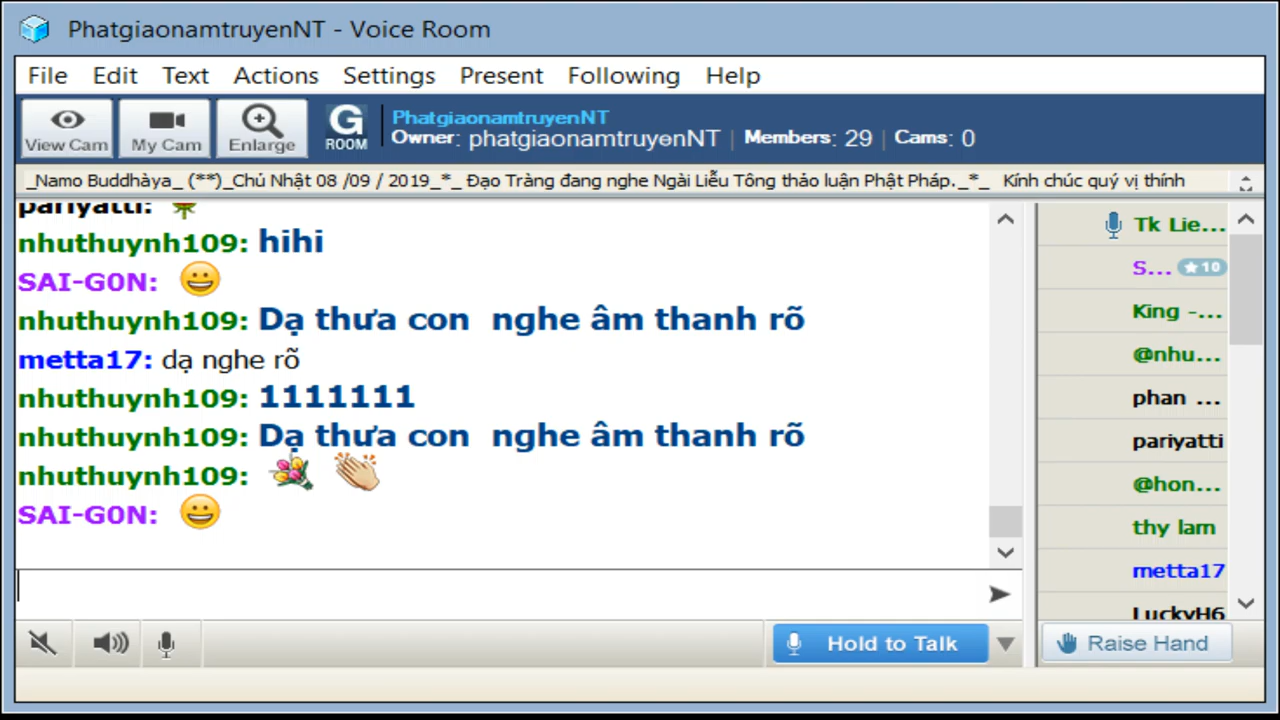 PhatgiaonamtruyenNT - Voice Room
File Edit Text Actions Settings Present Following Help
View Cam My Cam Enlarge G ROOM
PhatgiaonamtruyenNT
Owner: phatgiaonamtruyenNT | Members: 29 | Cams: 0
_Namo Buddhàya_ (**)_Chủ Nhật 08 /09 / 2019_*_ Đạo Tràng đang nghe Ngài Liễu Tông thảo luận Phật Pháp._*_ Kính chúc quý vị thính
pariyatti:
nhuthuynh109: hihi
SAI-G0N:
nhuthuynh109: Dạ thưa con nghe âm thanh rõ
metta17: dạ nghe rõ
nhuthuynh109: 1111111
nhuthuynh109: Dạ thưa con nghe âm thanh rõ
nhuthuynh109:
SAI-G0N:
Tk Lie...
S... ★10
King -...
@nhu...
phan ...
pariyatti
@hon...
thy lam
metta17
LuckyH6
Hold to Talk
Raise Hand